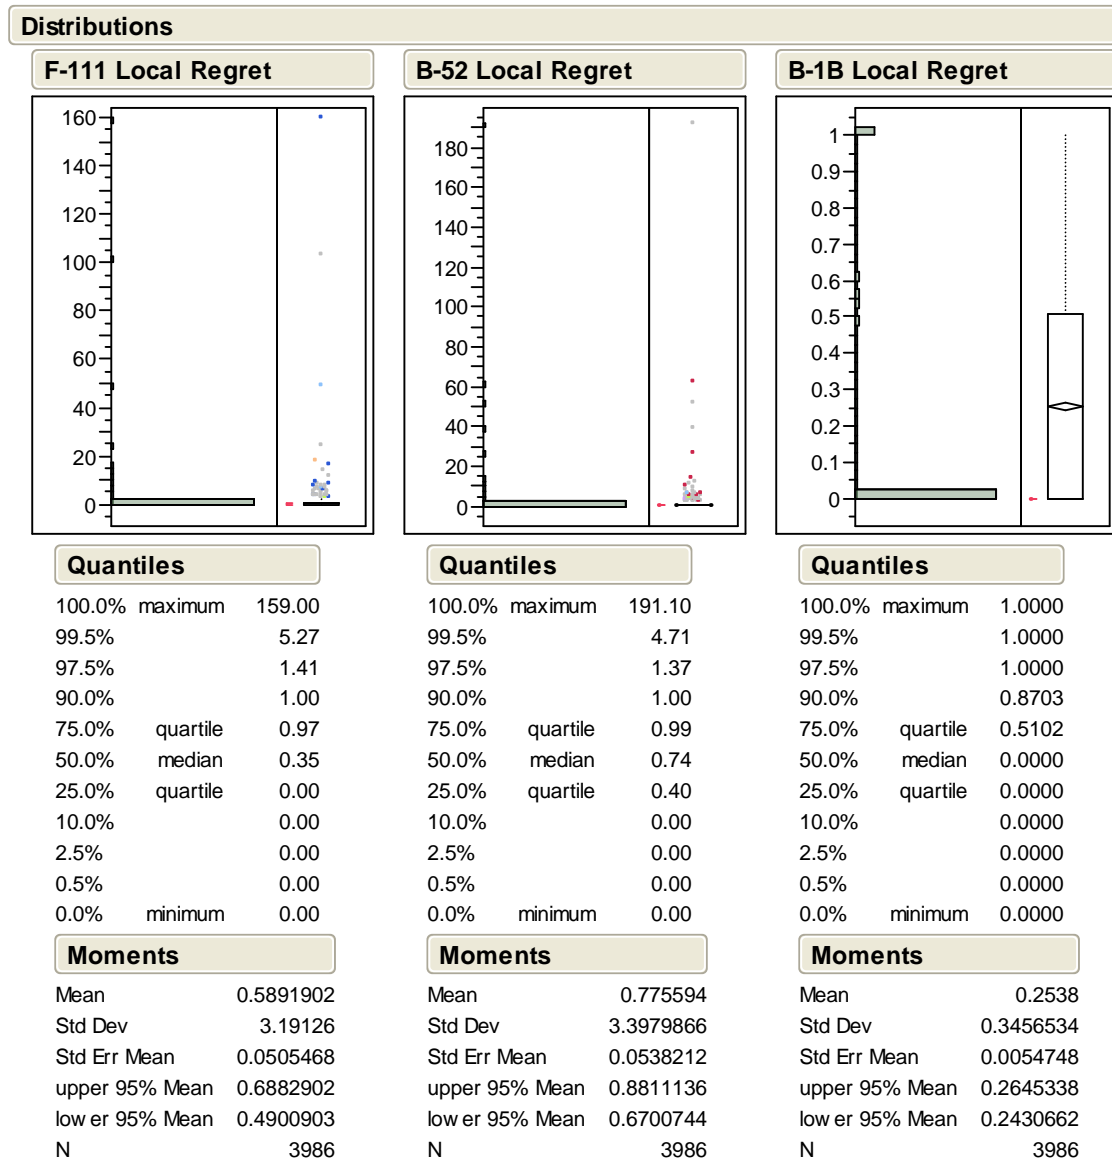 Distributions
F-111 Local Regret
160
140
120
100
80
60
40
20
0
Quantiles
100.0% maximum 159.00
99.5% 5.27
97.5% 1.41
90.0% 1.00
75.0% quartile 0.97
50.0% median 0.35
25.0% quartile 0.00
10.0% 0.00
2.5% 0.00
0.5% 0.00
0.0% minimum 0.00
Moments
Mean 0.5891902
Std Dev 3.19126
Std Err Mean 0.0505468
upper 95% Mean 0.6882902
low er 95% Mean 0.4900903
N 3986
B-52 Local Regret
180
160
140
120
100
80
60
40
20
0
Quantiles
100.0% maximum 191.10
99.5% 4.71
97.5% 1.37
90.0% 1.00
75.0% quartile 0.99
50.0% median 0.74
25.0% quartile 0.40
10.0% 0.00
2.5% 0.00
0.5% 0.00
0.0% minimum 0.00
Moments
Mean 0.775594
Std Dev 3.3979866
Std Err Mean 0.0538212
upper 95% Mean 0.8811136
low er 95% Mean 0.6700744
N 3986
B-1B Local Regret
1
0.9
0.8
0.7
0.6
0.5
0.4
0.3
0.2
0.1
0
Quantiles
100.0% maximum 1.0000
99.5% 1.0000
97.5% 1.0000
90.0% 0.8703
75.0% quartile 0.5102
50.0% median 0.0000
25.0% quartile 0.0000
10.0% 0.0000
2.5% 0.0000
0.5% 0.0000
0.0% minimum 0.0000
Moments
Mean 0.2538
Std Dev 0.3456534
Std Err Mean 0.0054748
upper 95% Mean 0.2645338
low er 95% Mean 0.2430662
N 3986